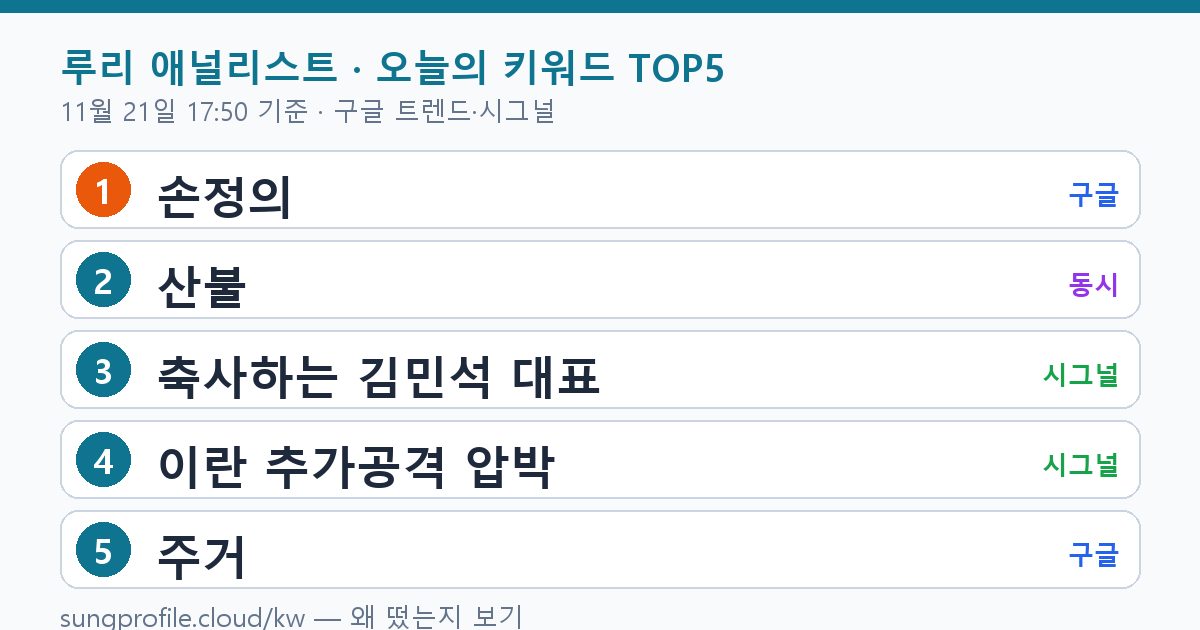 루리 애널리스트 · 오늘의 키워드 TOP5
11월 21일 17:50 기준 · 구글 트렌드·시그널
1 손정의 구글
2 산불 동시
3 축사하는 김민석 대표 시그널
4 이란 추가공격 압박 시그널
5 주거 구글
sungprofile.cloud/kw — 왜 떴는지 보기